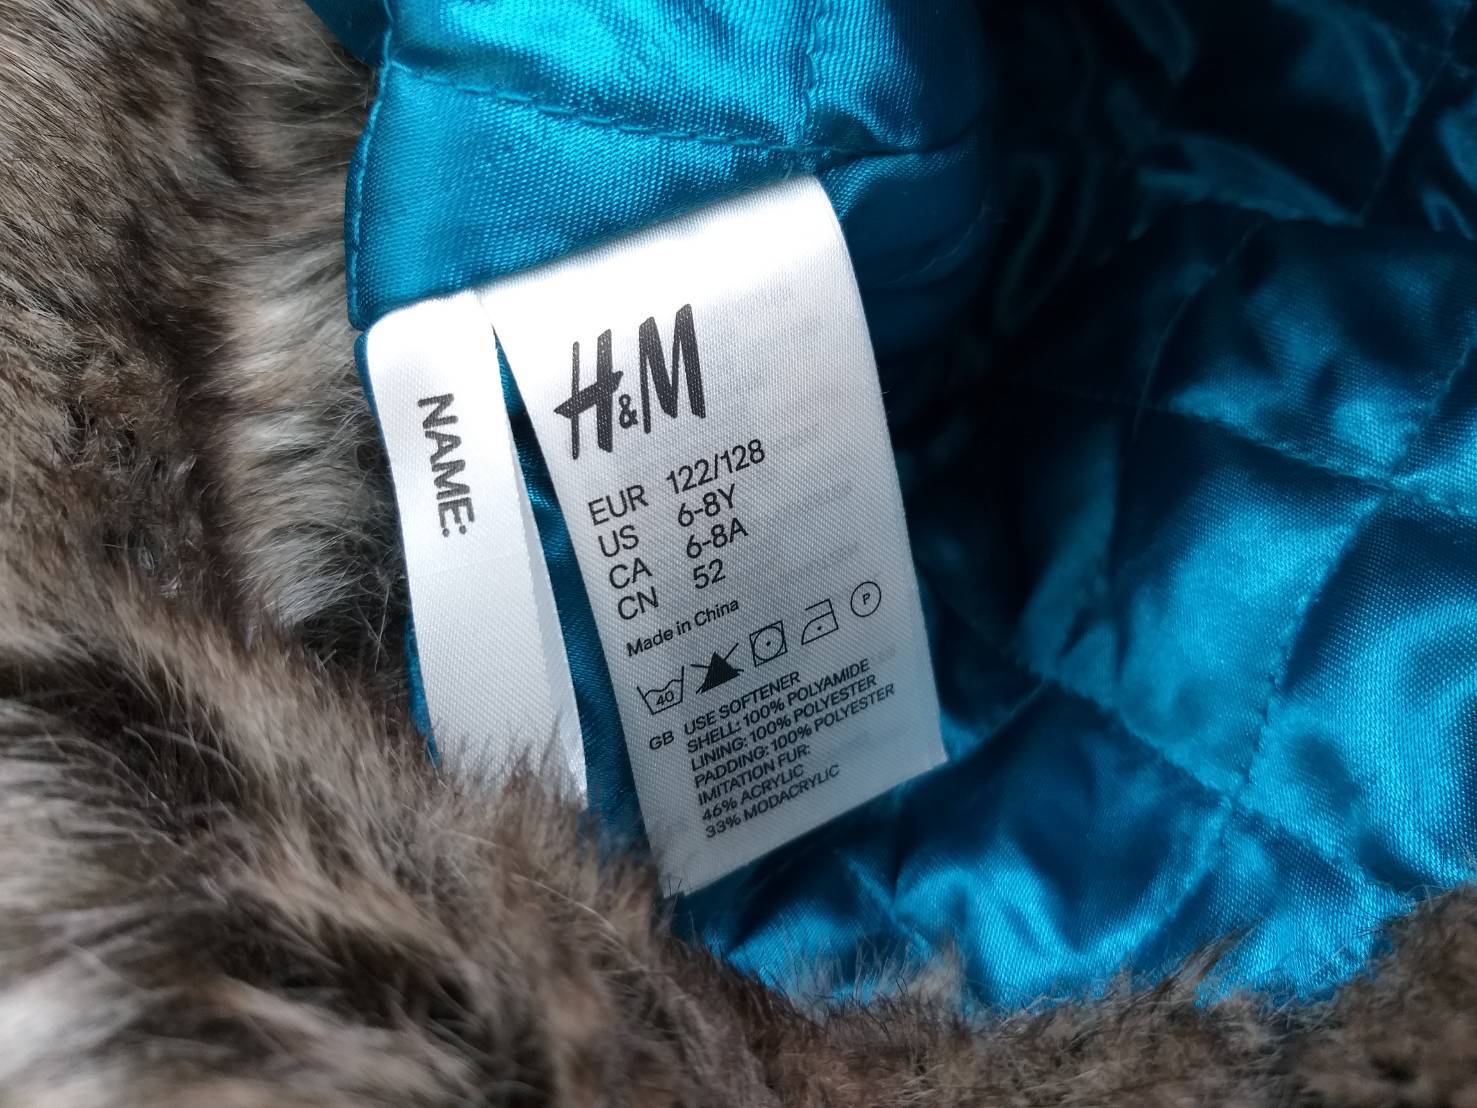 NAME:
H&M
EUR 122/128
US 6-8Y
CA 6-8A
CN 52
Made in China
40 P
GB USE SOFTENER
SHELL: 100% POLYAMIDE
LINING: 100% POLYESTER
PADDING: 100% POLYESTER
IMITATION FUR:
46% ACRYLIC
33% MODACRYLIC